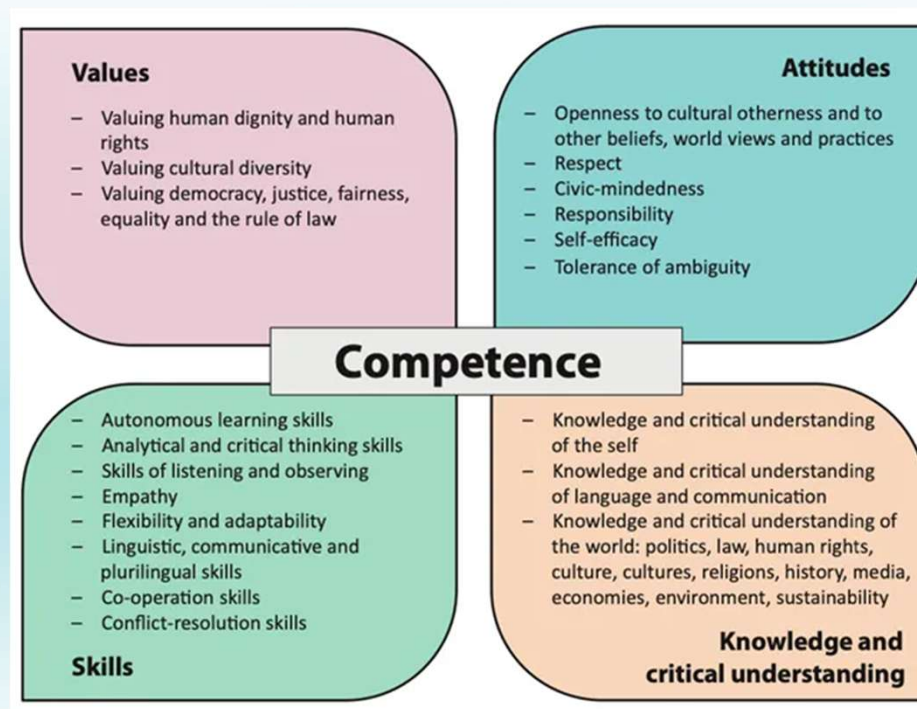 Values
– Valuing human dignity and human
rights
– Valuing cultural diversity
– Valuing democracy, justice, fairness,
equality and the rule of law
Attitudes
– Openness to cultural otherness and to
other beliefs, world views and practices
– Respect
– Civic-mindedness
– Responsibility
– Self-efficacy
– Tolerance of ambiguity
Competence
– Autonomous learning skills
– Analytical and critical thinking skills
– Skills of listening and observing
– Empathy
– Flexibility and adaptability
– Linguistic, communicative and
plurilingual skills
– Co-operation skills
– Conflict-resolution skills
Skills
– Knowledge and critical understanding
of the self
– Knowledge and critical understanding
of language and communication
– Knowledge and critical understanding of
the world: politics, law, human rights,
culture, cultures, religions, history, media,
economies, environment, sustainability
Knowledge and
critical understanding